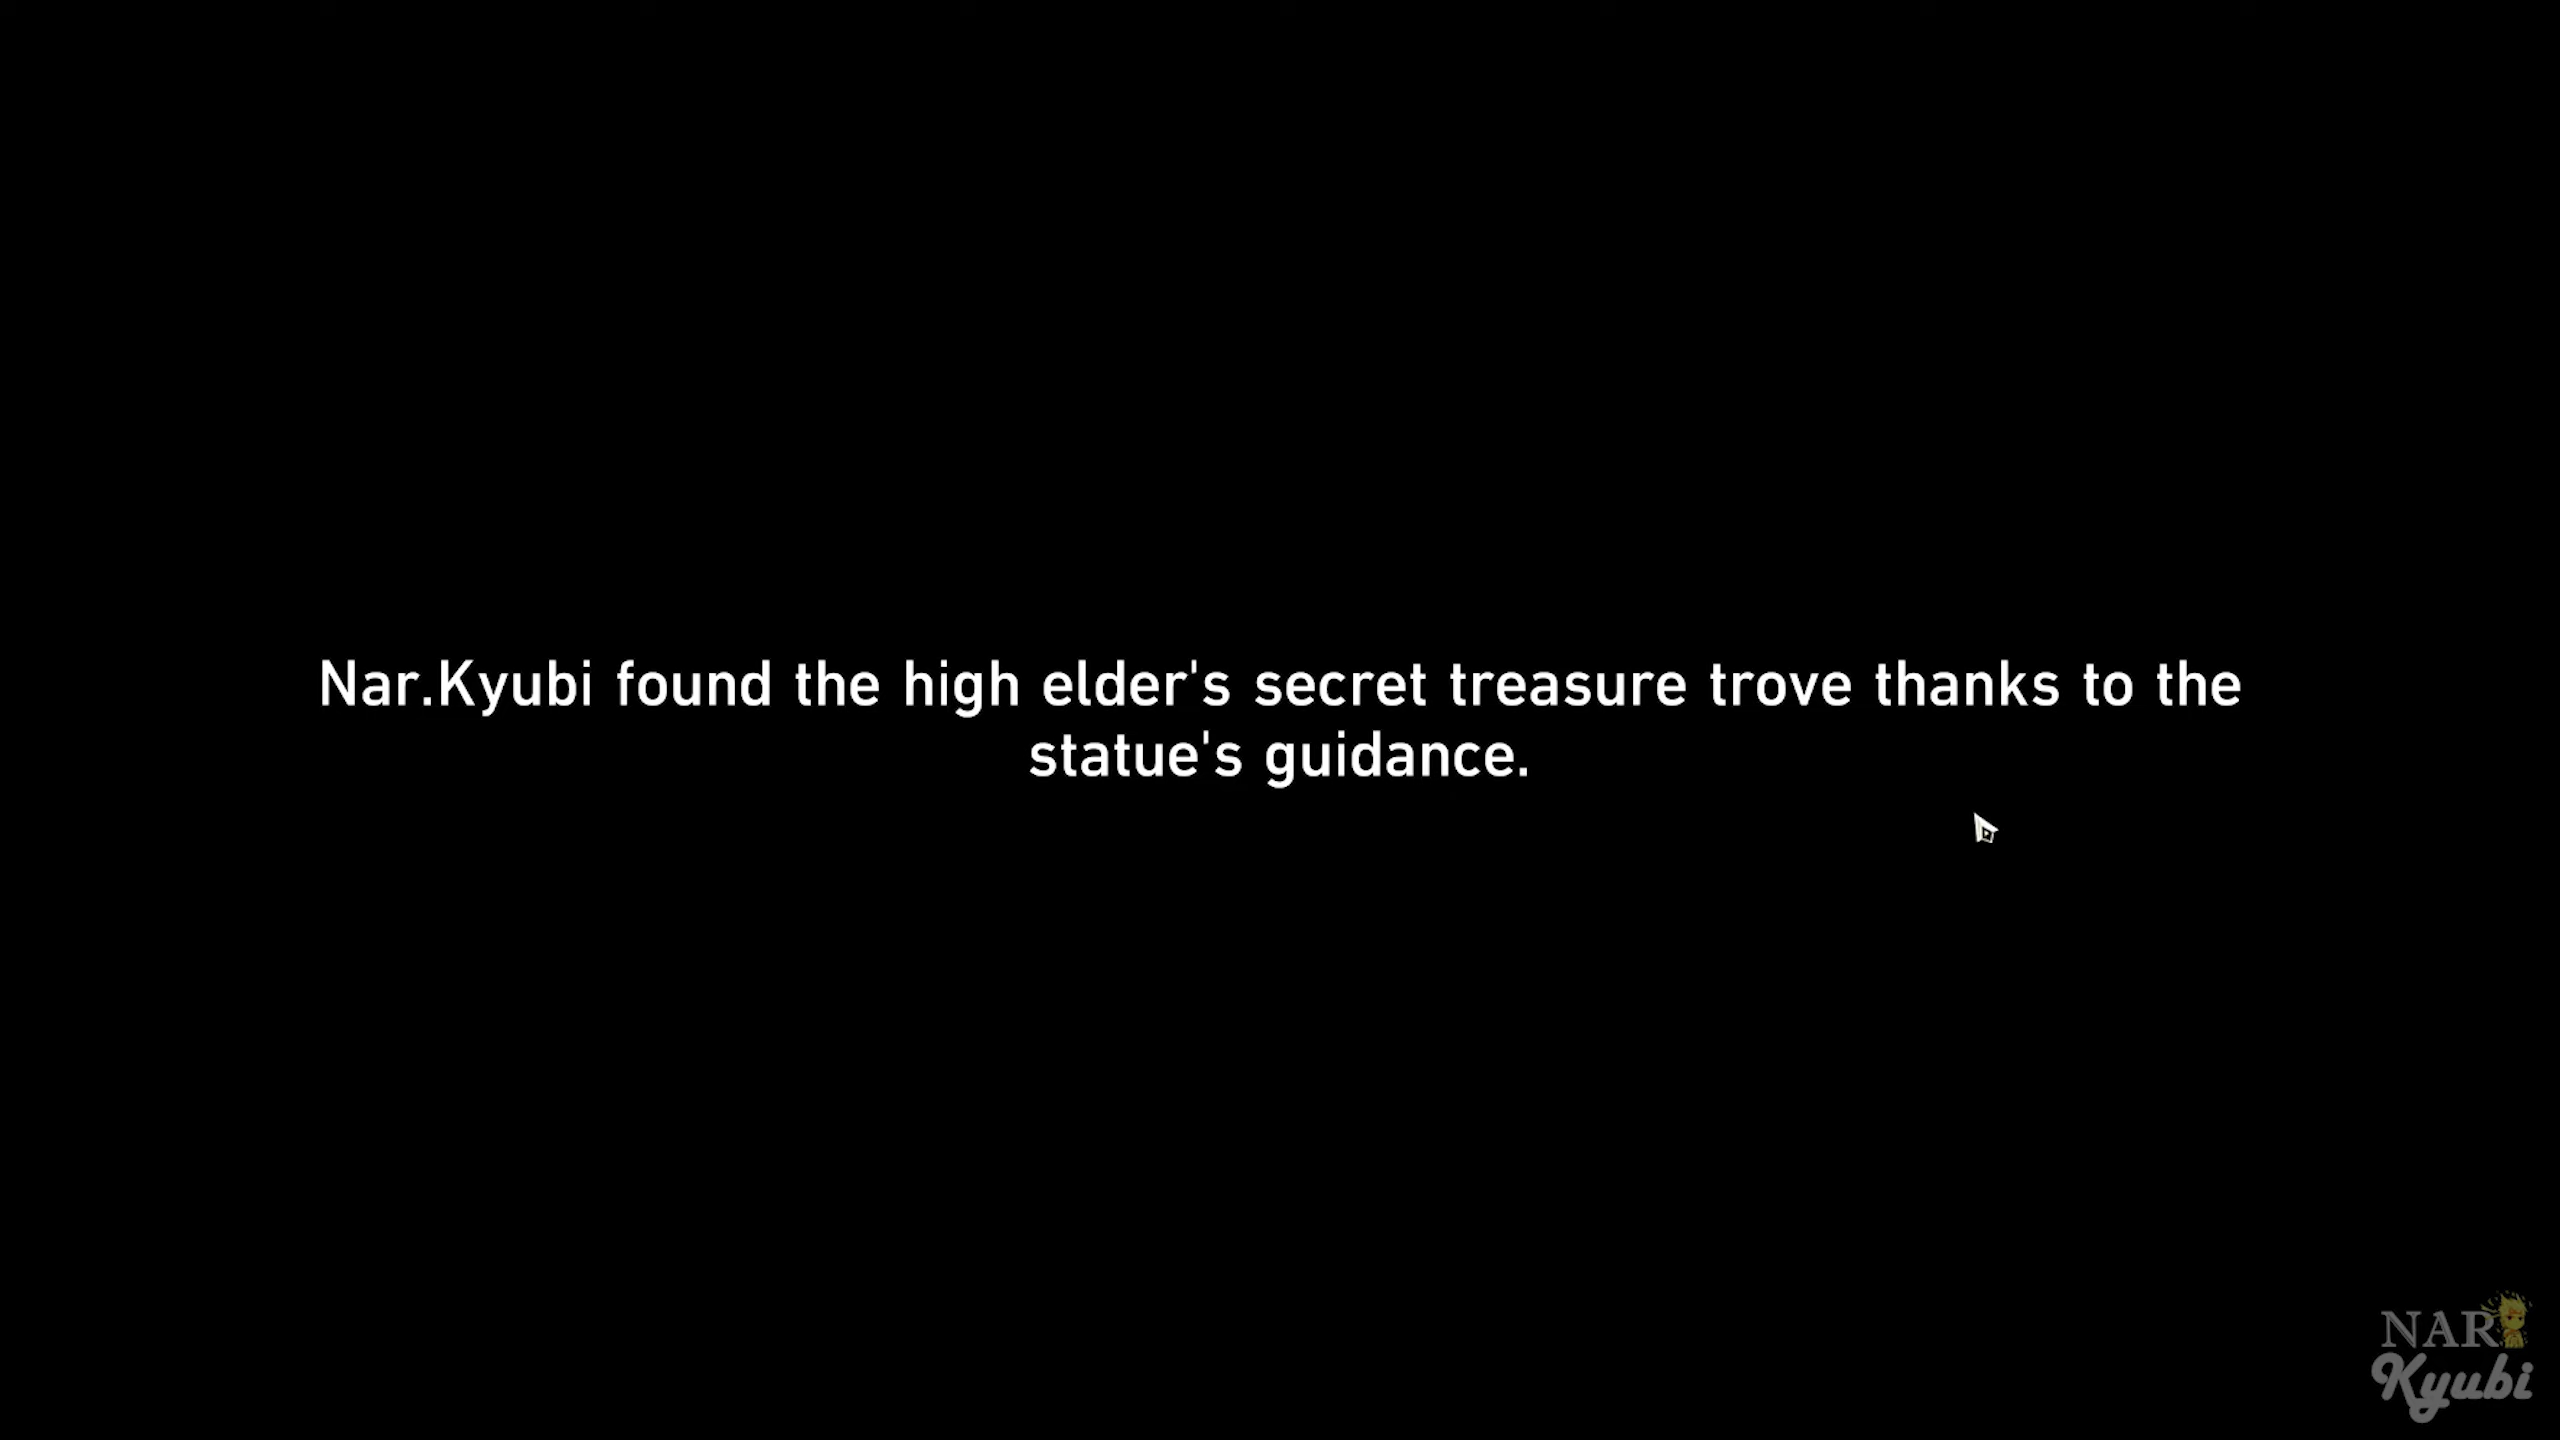 Nar.Kyubi found the high elder's secret treasure trove thanks to the
statue's guidance.
NAR
Kyubi